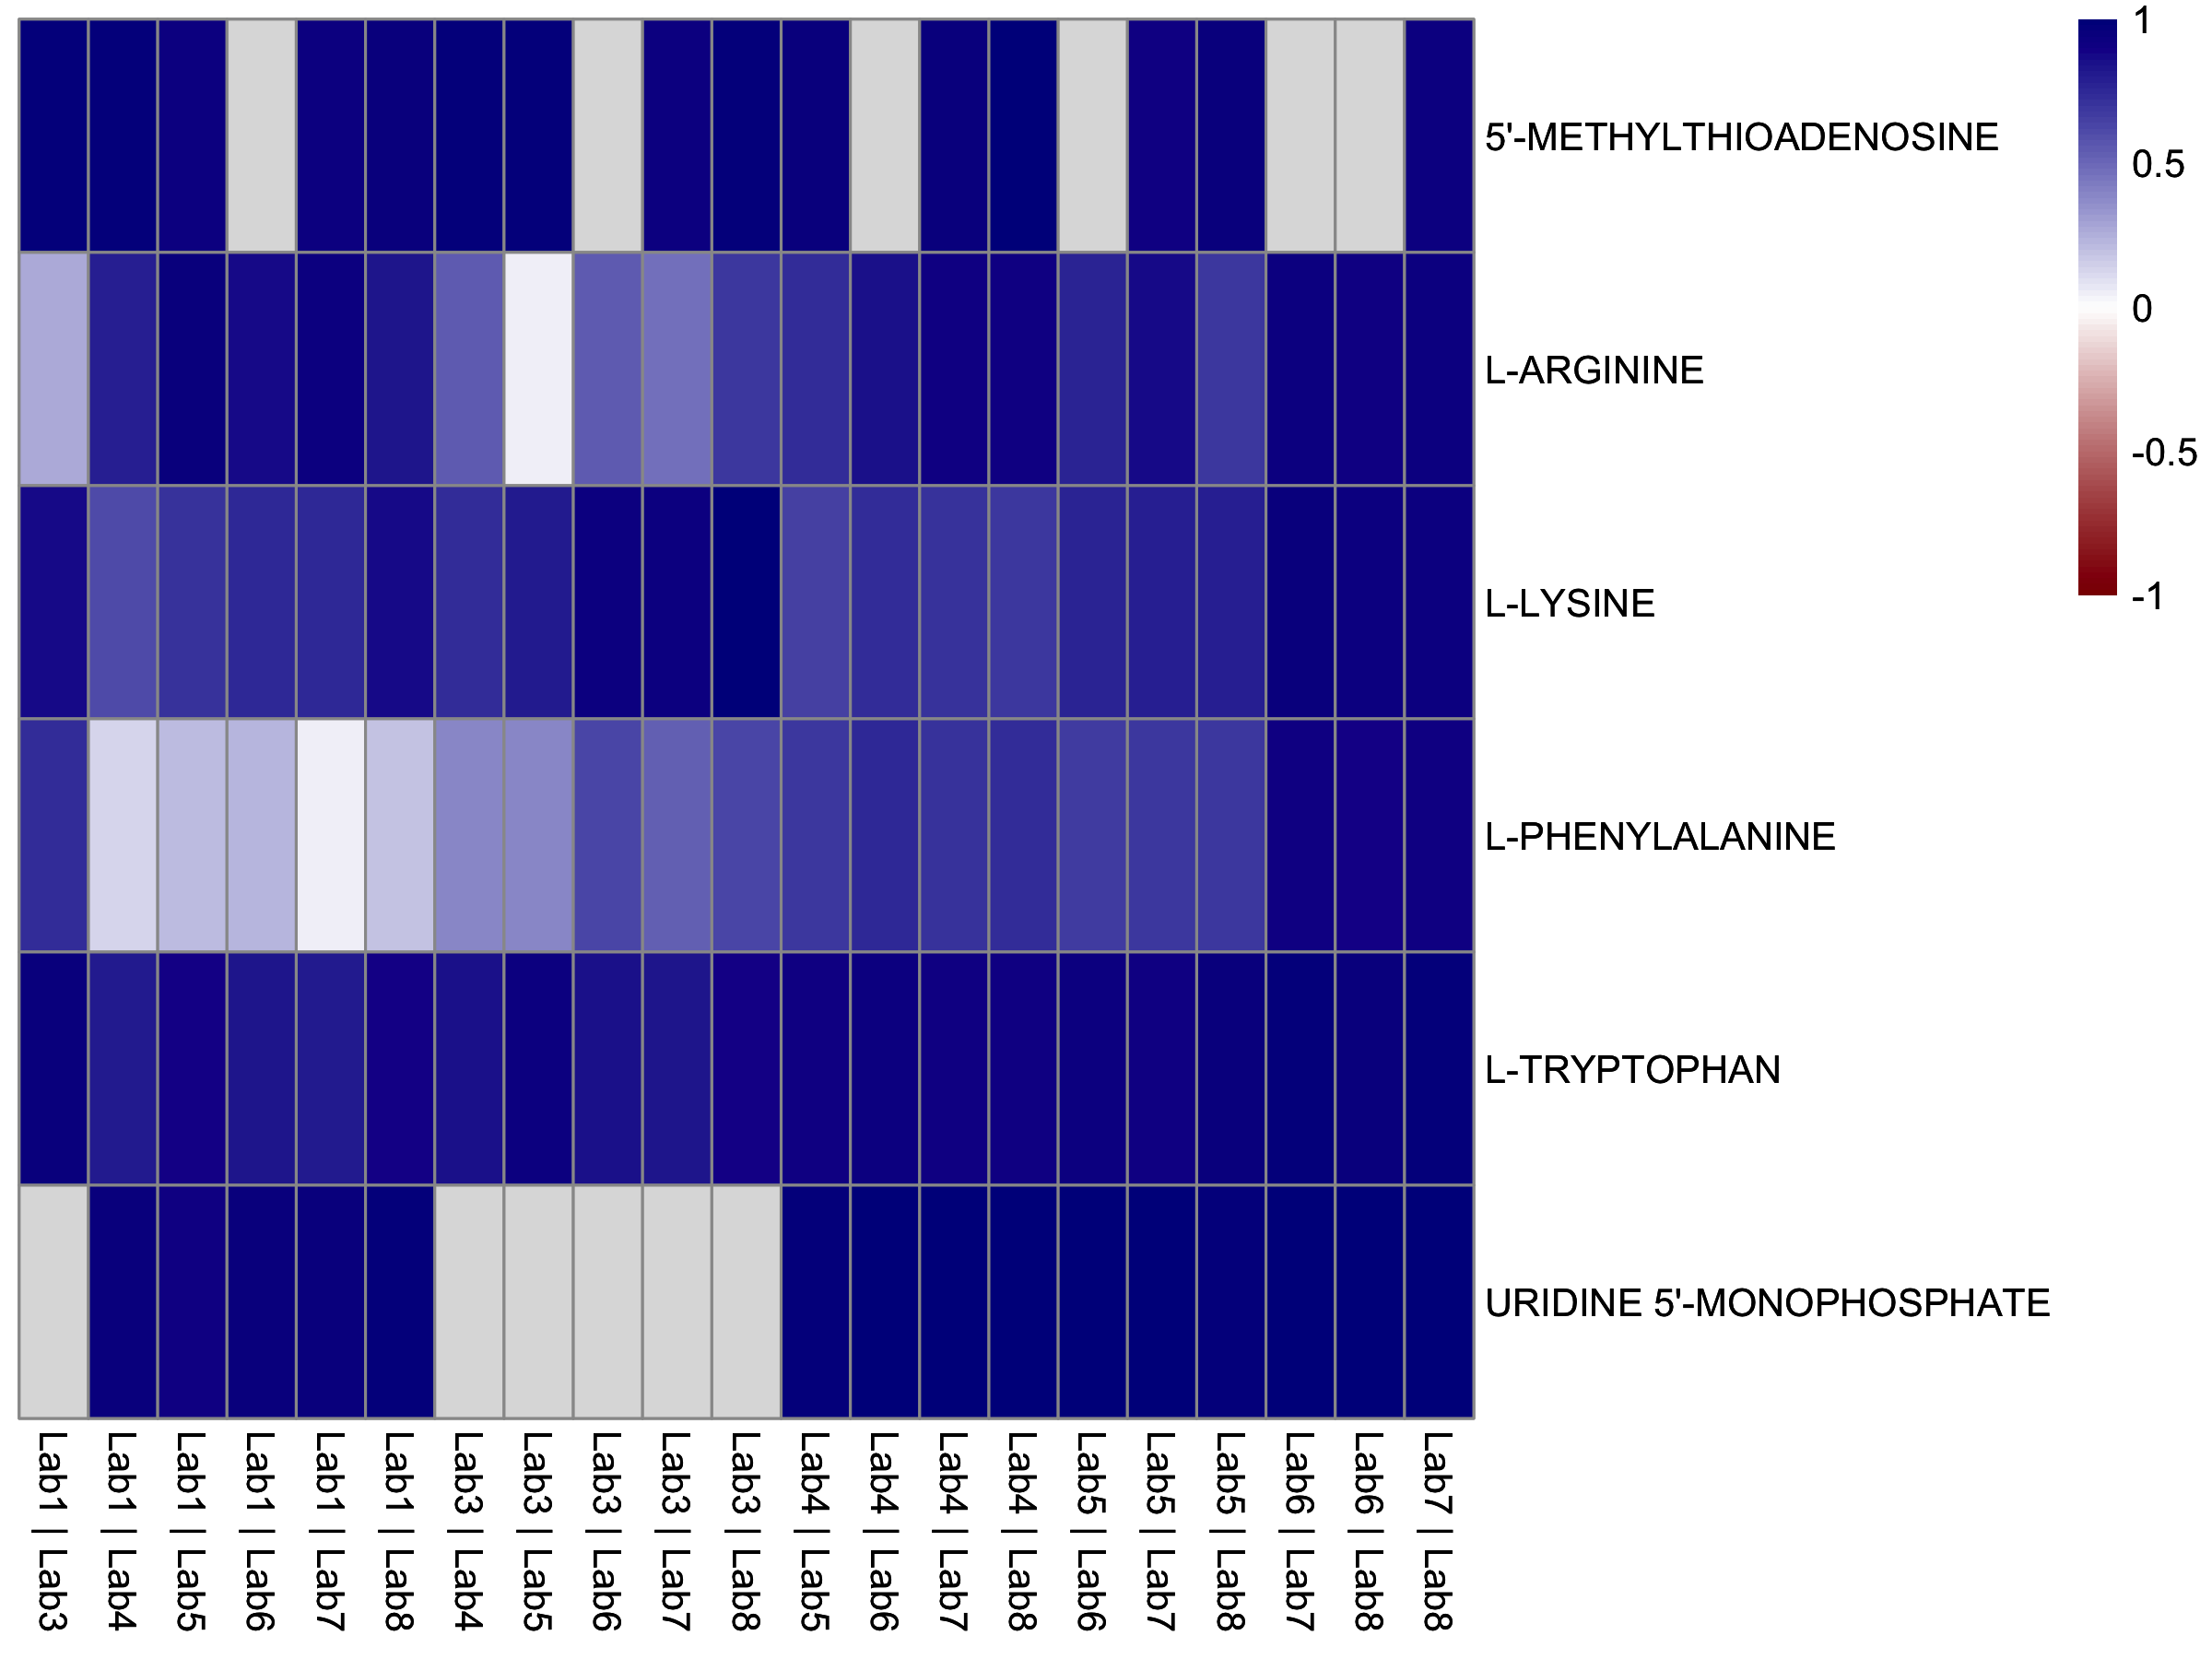 1
0.5
0
-0.5
-1
5'-METHYLTHIOADENOSINE
L-ARGININE
L-LYSINE
L-PHENYLALANINE
L-TRYPTOPHAN
URIDINE 5'-MONOPHOSPHATE
Lab1 | Lab3
Lab1 | Lab4
Lab1 | Lab5
Lab1 | Lab6
Lab1 | Lab7
Lab1 | Lab8
Lab3 | Lab4
Lab3 | Lab5
Lab3 | Lab6
Lab3 | Lab7
Lab3 | Lab8
Lab4 | Lab5
Lab4 | Lab6
Lab4 | Lab7
Lab4 | Lab8
Lab5 | Lab6
Lab5 | Lab7
Lab5 | Lab8
Lab6 | Lab7
Lab6 | Lab8
Lab7 | Lab8